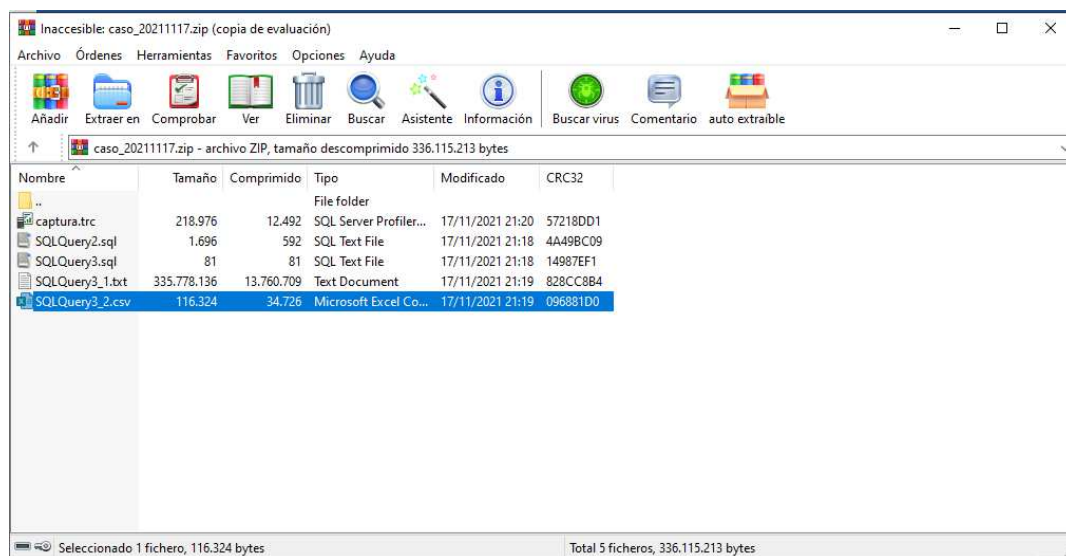 Inaccesible: caso_20211117.zip (copia de evaluación)
Archivo Órdenes Herramientas Favoritos Opciones Ayuda
Añadir Extraer en Comprobar Ver Eliminar Buscar Asistente Información Buscar virus Comentario auto extraíble
caso_20211117.zip - archivo ZIP, tamaño descomprimido 336.115.213 bytes
Nombre Tamaño Comprimido Tipo Modificado CRC32
.. File folder
captura.trc 218.976 12.492 SQL Server Profiler... 17/11/2021 21:20 57218DD1
SQLQuery2.sql 1.696 592 SQL Text File 17/11/2021 21:18 4A49BC09
SQLQuery3.sql 81 81 SQL Text File 17/11/2021 21:18 14987EF1
SQLQuery3_1.txt 335.778.136 13.760.709 Text Document 17/11/2021 21:19 828CC8B4
SQLQuery3_2.csv 116.324 34.726 Microsoft Excel Co... 17/11/2021 21:19 096881D0
Seleccionado 1 fichero, 116.324 bytes Total 5 ficheros, 336.115.213 bytes